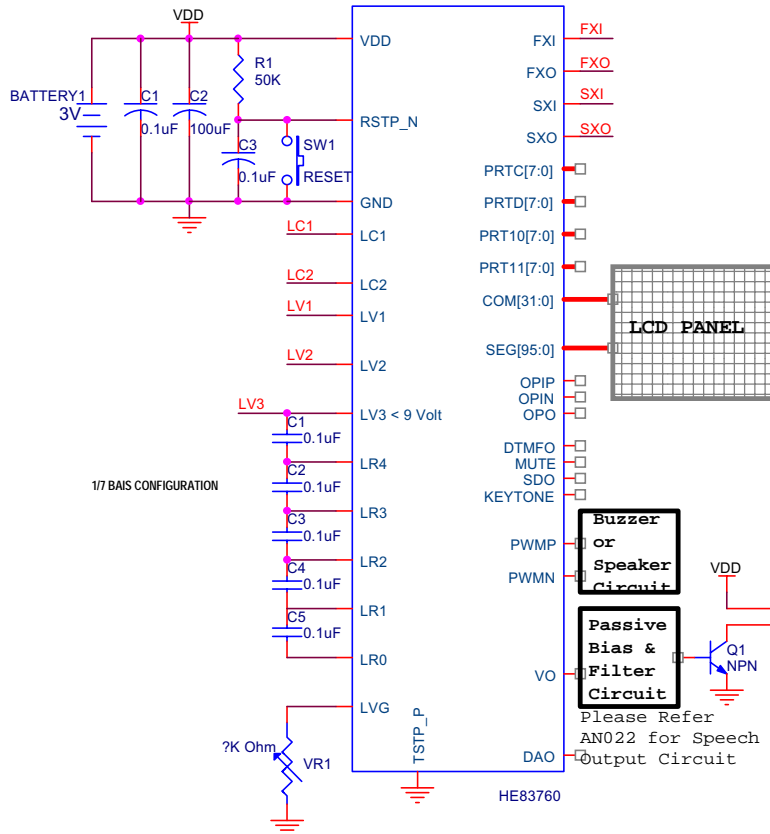 VDD
BATTERY1
3V
C1
0.1uF
C2
100uF
R1
50K
C3
0.1uF
SW1
RESET
VDD
RSTP_N
GND
LC1
LC1
LC2
LC2
LV1
LV1
LV2
LV2
LV3
LV3 < 9 Volt
C1
0.1uF
LR4
C2
0.1uF
LR3
C3
0.1uF
LR2
C4
0.1uF
LR1
C5
0.1uF
LR0
1/7 BAIS CONFIGURATION
LVG
?K Ohm
VR1
TSTP_P
HE83760
FXI
FXI
FXO
FXO
SXI
SXI
SXO
SXO
PRTC[7:0]
PRTD[7:0]
PRT10[7:0]
PRT11[7:0]
COM[31:0]
SEG[95:0]
LCD PANEL
OPIP
OPIN
OPO
DTMFO
MUTE
SDO
KEYTONE
PWMP
PWMN
Buzzer
or
Speaker
Circuit
VO
Passive
Bias &
Filter
Circuit
VDD
Q1
NPN
Please Refer
AN022 for Speech
Output Circuit
DAO